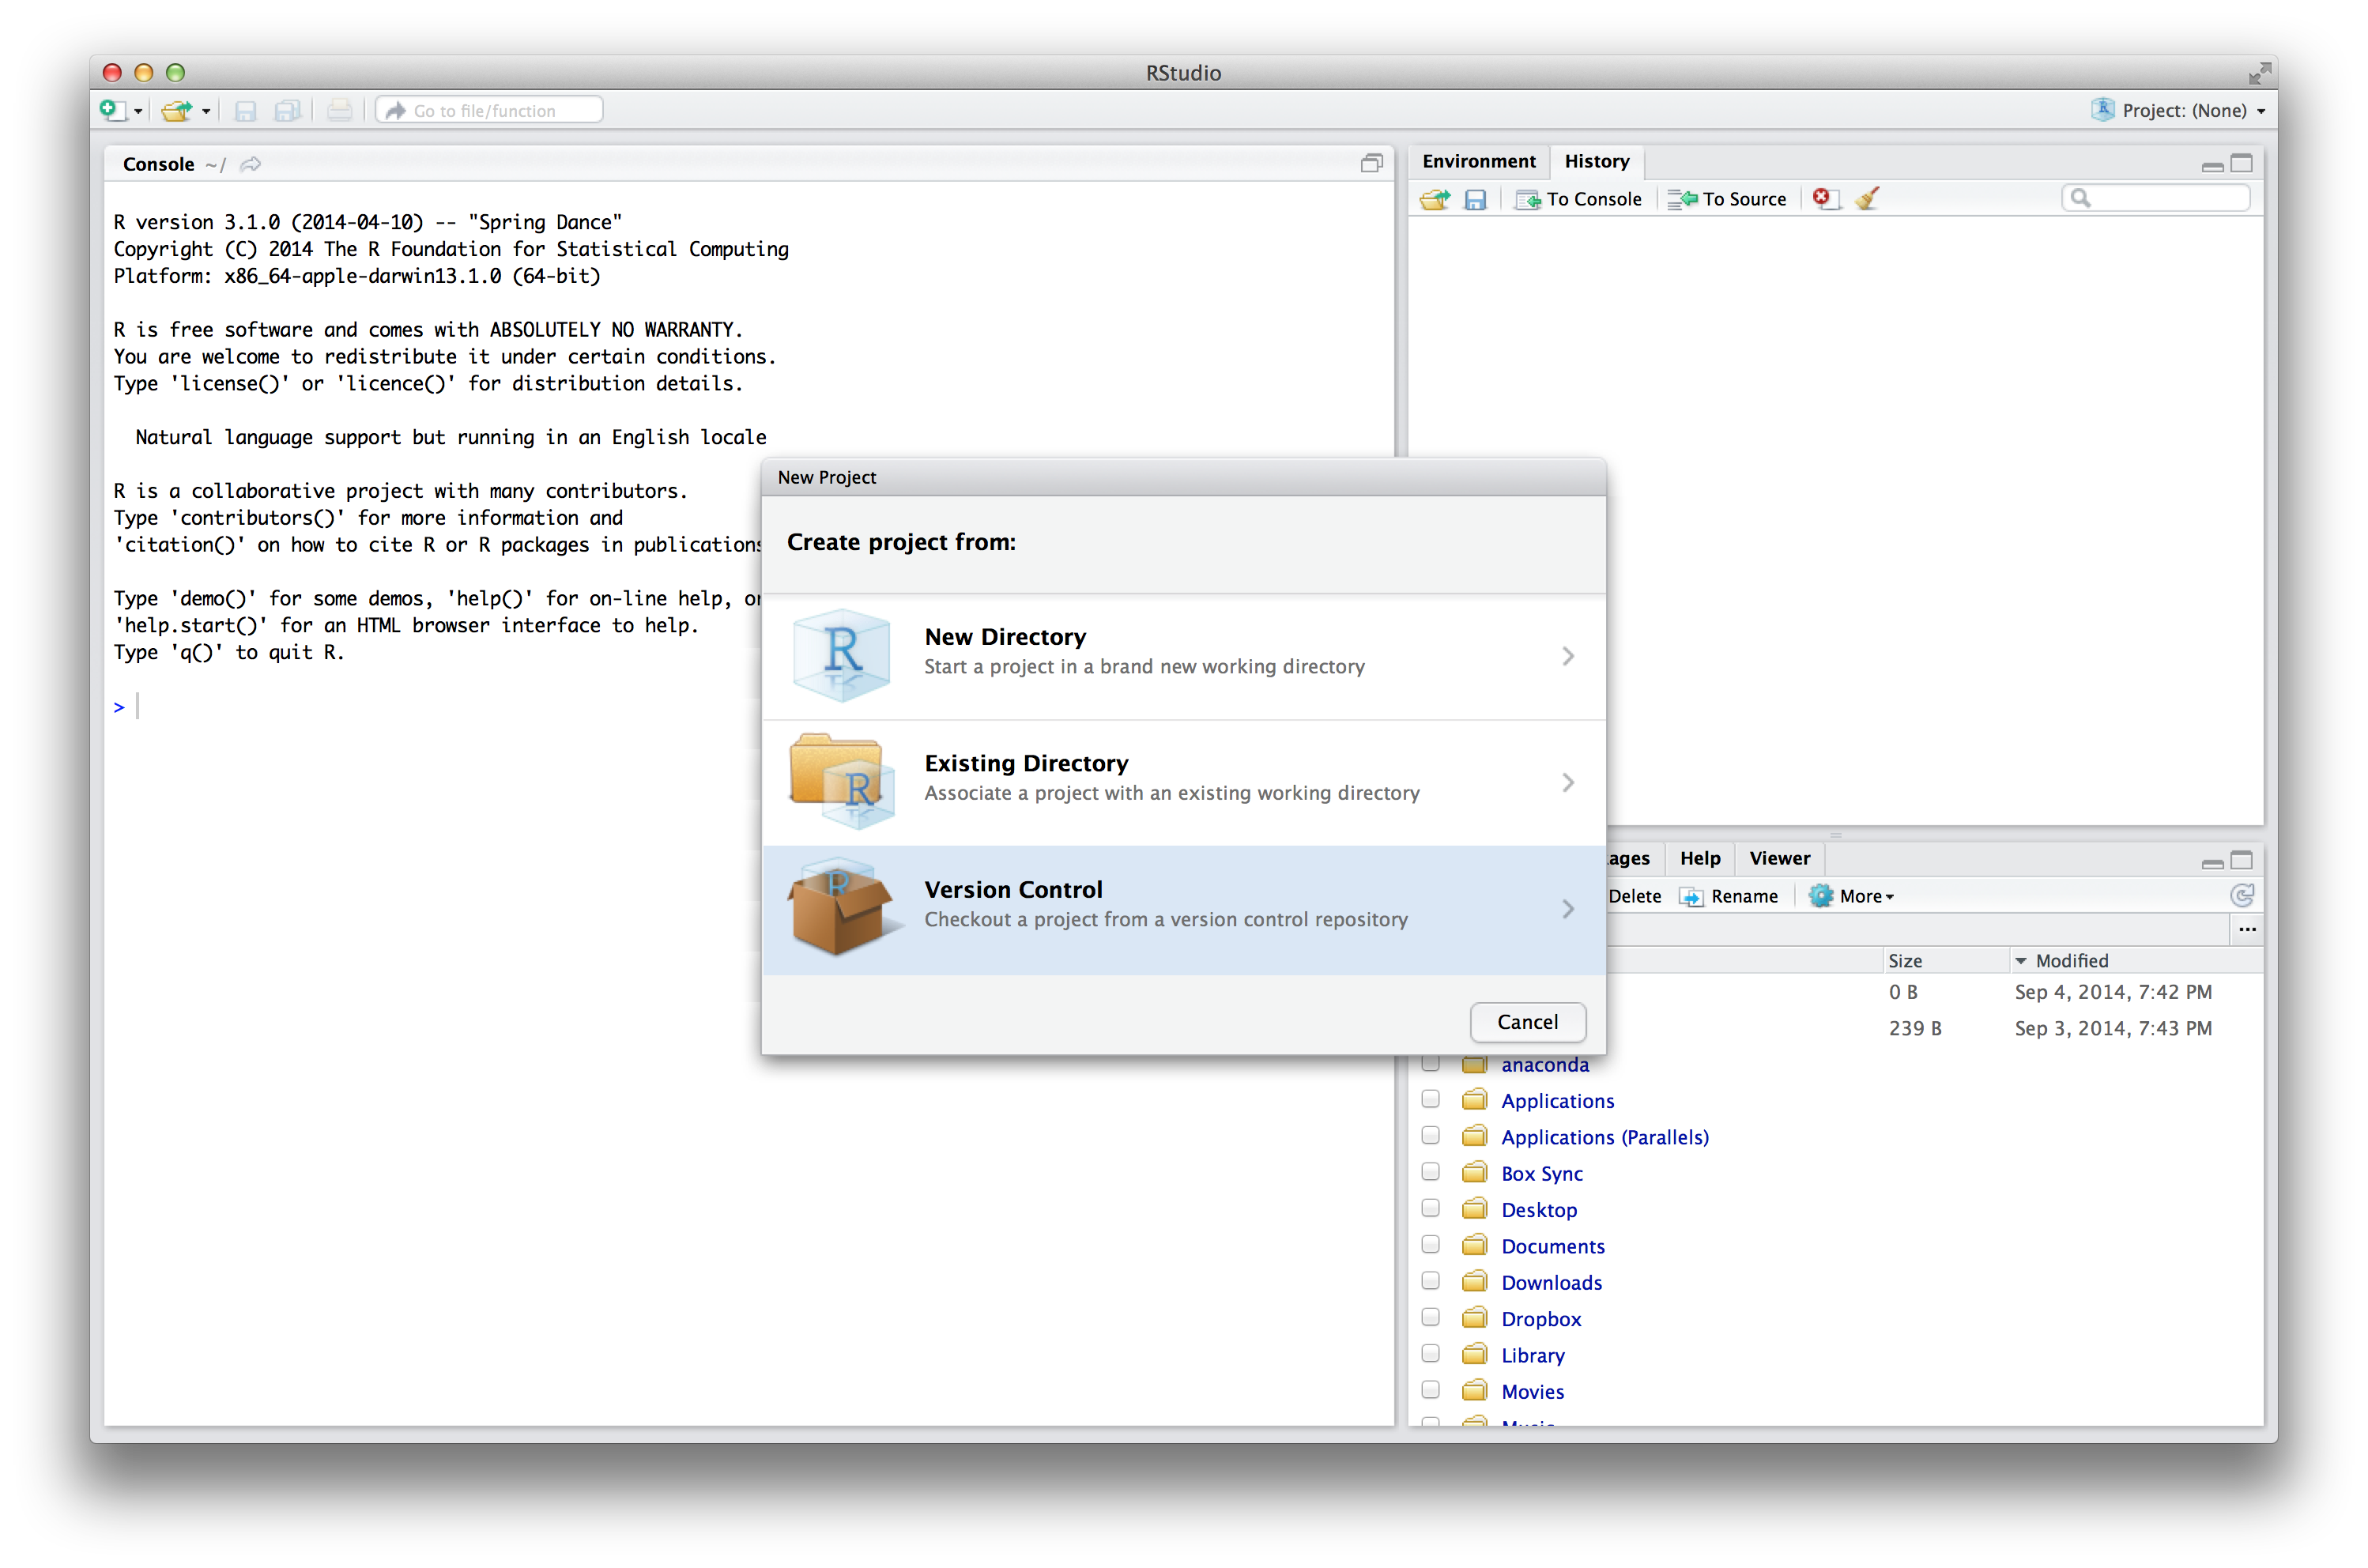 RStudio
Go to file/function
Project: (None)
Console ~/
R version 3.1.0 (2014-04-10) -- "Spring Dance"
Copyright (C) 2014 The R Foundation for Statistical Computing
Platform: x86_64-apple-darwin13.1.0 (64-bit)
R is free software and comes with ABSOLUTELY NO WARRANTY.
You are welcome to redistribute it under certain conditions.
Type 'license()' or 'licence()' for distribution details.
Natural language support but running in an English locale
R is a collaborative project with many contributors.
Type 'contributors()' for more information and
'citation()' on how to cite R or R packages in publications
Type 'demo()' for some demos, 'help()' for on-line help, or
'help.start()' for an HTML browser interface to help.
Type 'q()' to quit R.
>
Environment History
To Console To Source
New Project
Create project from:
R
New Directory
Start a project in a brand new working directory
R
Existing Directory
Associate a project with an existing working directory
R
Version Control
Checkout a project from a version control repository
Cancel
ages Help Viewer
Delete Rename More
...
Size Modified
0 B Sep 4, 2014, 7:42 PM
239 B Sep 3, 2014, 7:43 PM
anaconda
Applications
Applications (Parallels)
Box Sync
Desktop
Documents
Downloads
Dropbox
Library
Movies